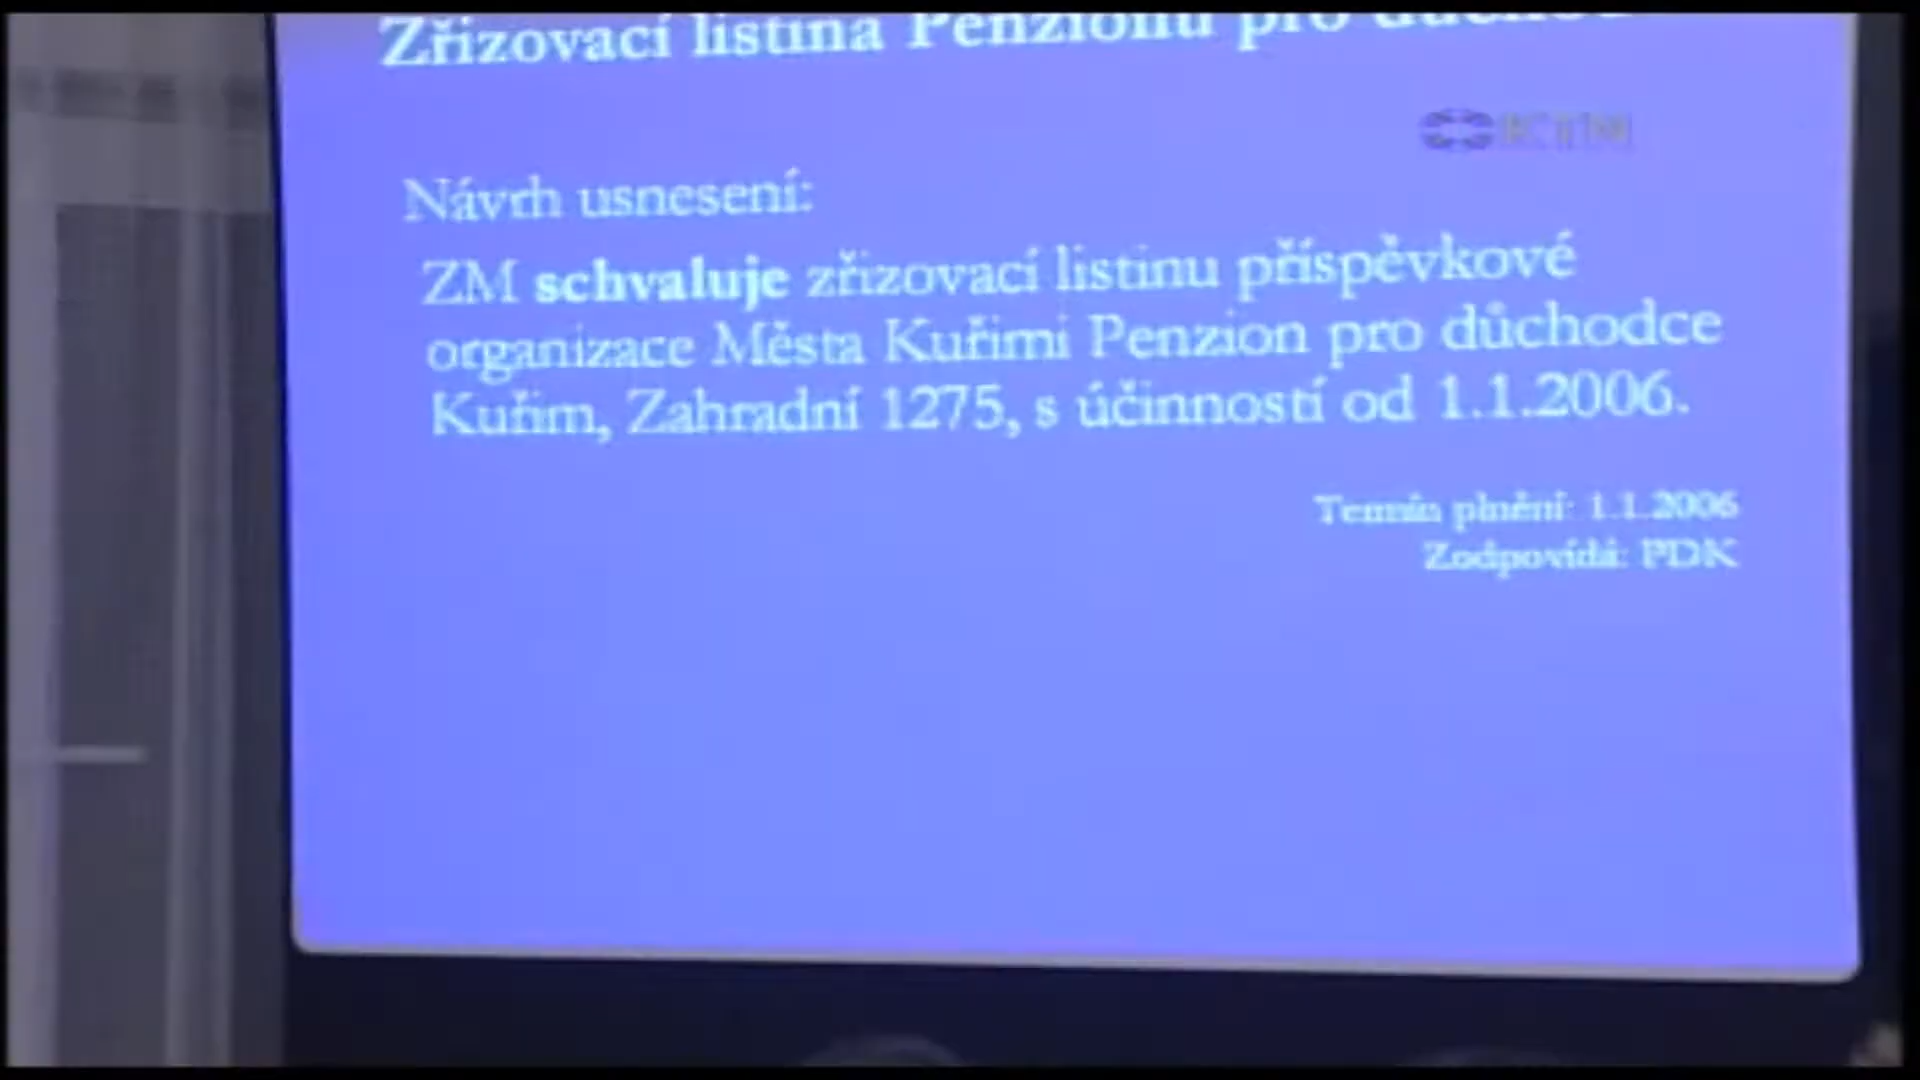 Zřizovací listina Penzionu pro
Návrh usnesení:
ZM schvaluje zřizovací listinu příspěvkové
organizace Města Kuřimi Penzion pro důchodce
Kuřim, Zahradní 1275, s účinností od 1.1.2006.
Termín plnění: 1.1.2006
Zodpovídá: PDK